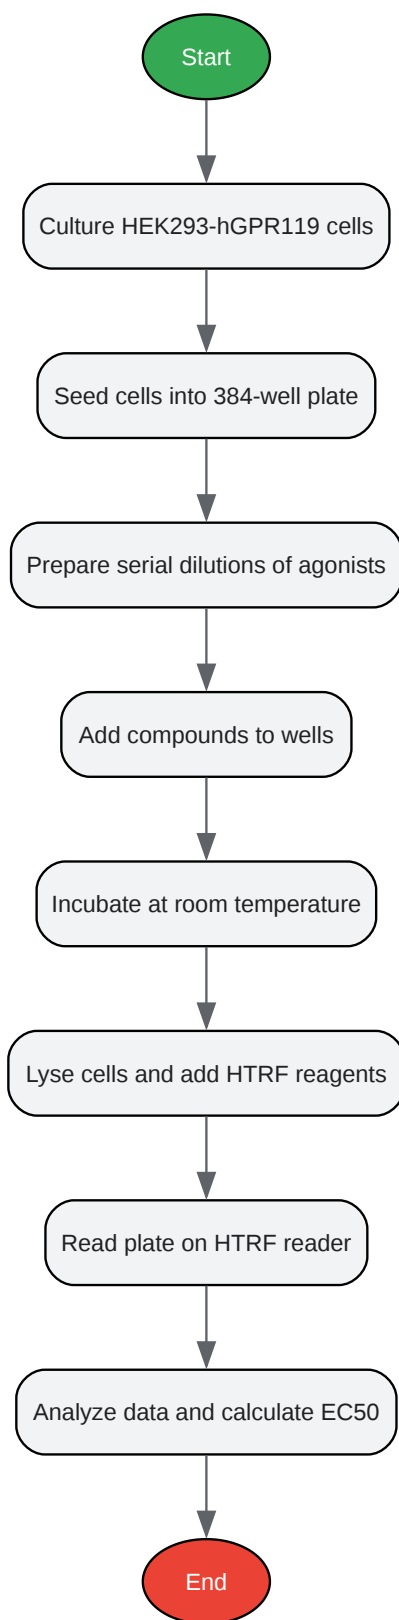 Start
Culture HEK293-hGPR119 cells
Seed cells into 384-well plate
Prepare serial dilutions of agonists
Add compounds to wells
Incubate at room temperature
Lyse cells and add HTRF reagents
Read plate on HTRF reader
Analyze data and calculate EC50
End